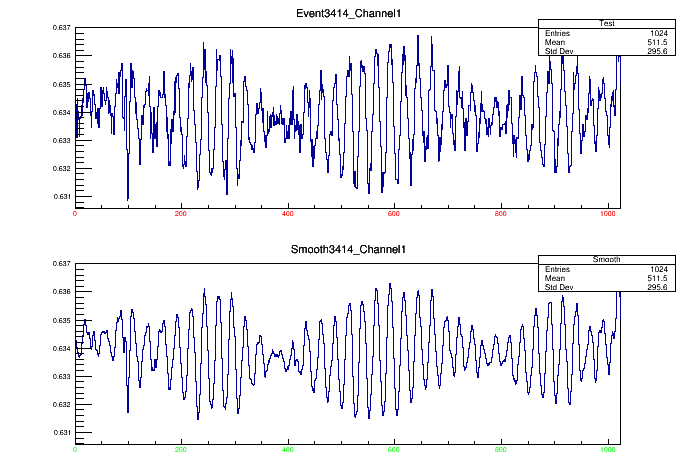 Event3414_Channel1
Test
Entries 1024
Mean 511.5
Std Dev 295.6
0.637
0.636
0.635
0.634
0.633
0.632
0.631
0 200 400 600 800 1000
Smooth3414_Channel1
Smooth
Entries 1024
Mean 511.5
Std Dev 295.6
0.637
0.636
0.635
0.634
0.633
0.632
0.631
0 200 400 600 800 1000